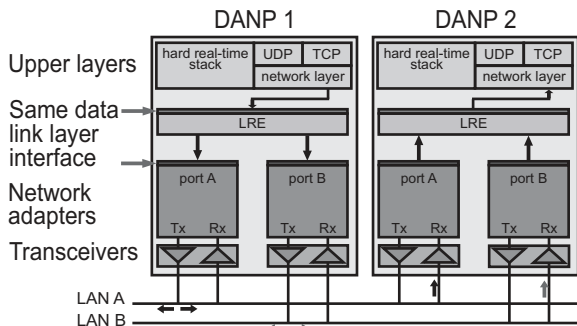 DANP 1
DANP 2
Upper layers
hard real-time
stack
UDP
TCP
network layer
hard real-time
stack
UDP
TCP
network layer
Same data
link layer
interface
LRE
LRE
Network
adapters
port A
port B
port A
port B
Tx
Rx
Tx
Rx
Tx
Rx
Tx
Rx
Transceivers
LAN A
LAN B